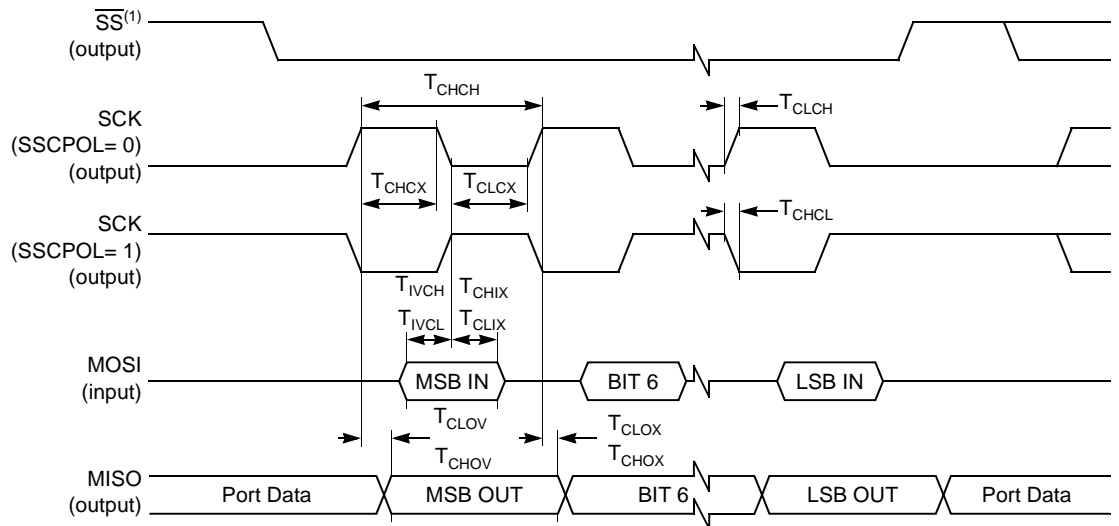 SS(1)
(output)
SCK
(SSCPOL= 0)
(output)
SCK
(SSCPOL= 1)
(output)
MOSI
(input)
MISO
(output)
TCHCH
TCLCH
TCHCX
TCLCX
TCHCL
TIVCH
TCHIX
TIVCL
TCLIX
MSB IN
BIT 6
LSB IN
TCLOV
TCLOX
TCHOV
TCHOX
Port Data
MSB OUT
BIT 6
LSB OUT
Port Data